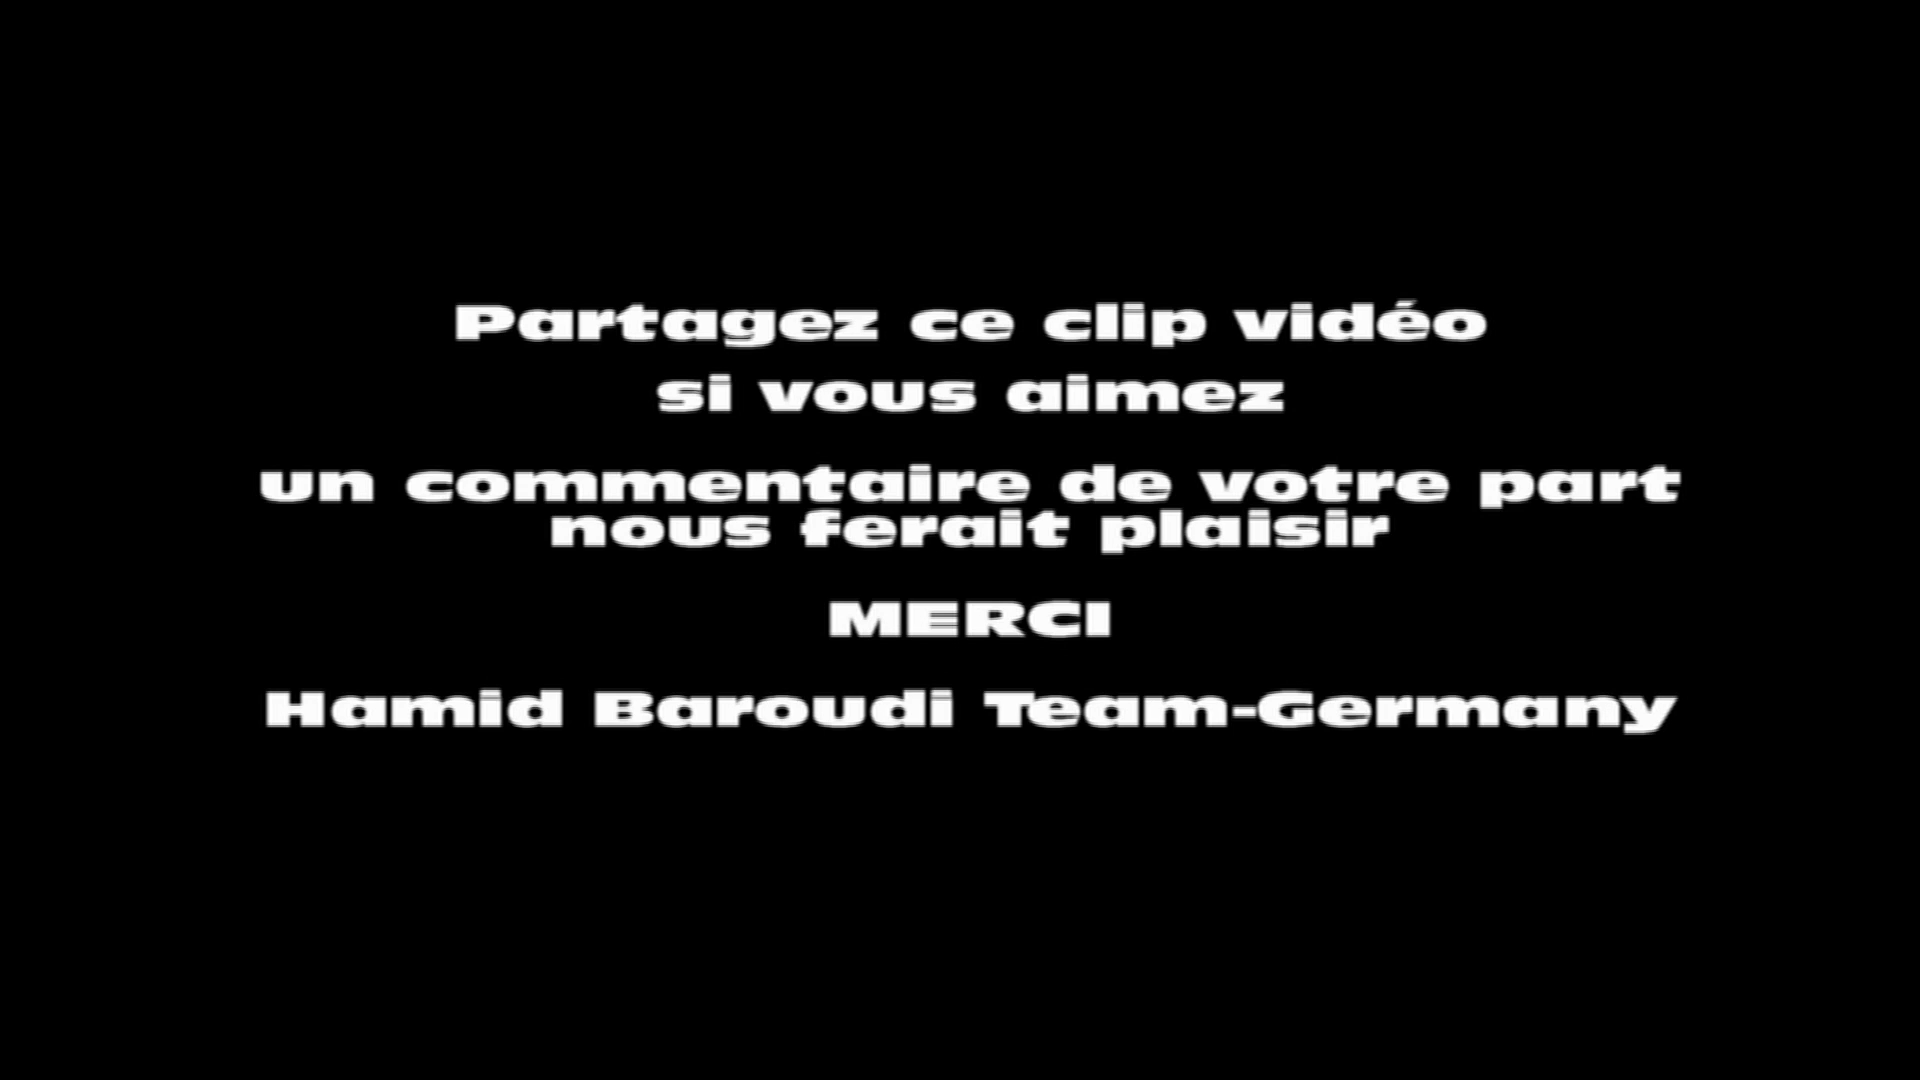 Partagez ce clip vidéo
si vous aimez
un commentaire de votre part
nous ferait plaisir
MERCI
Hamid Baroudi Team-Germany